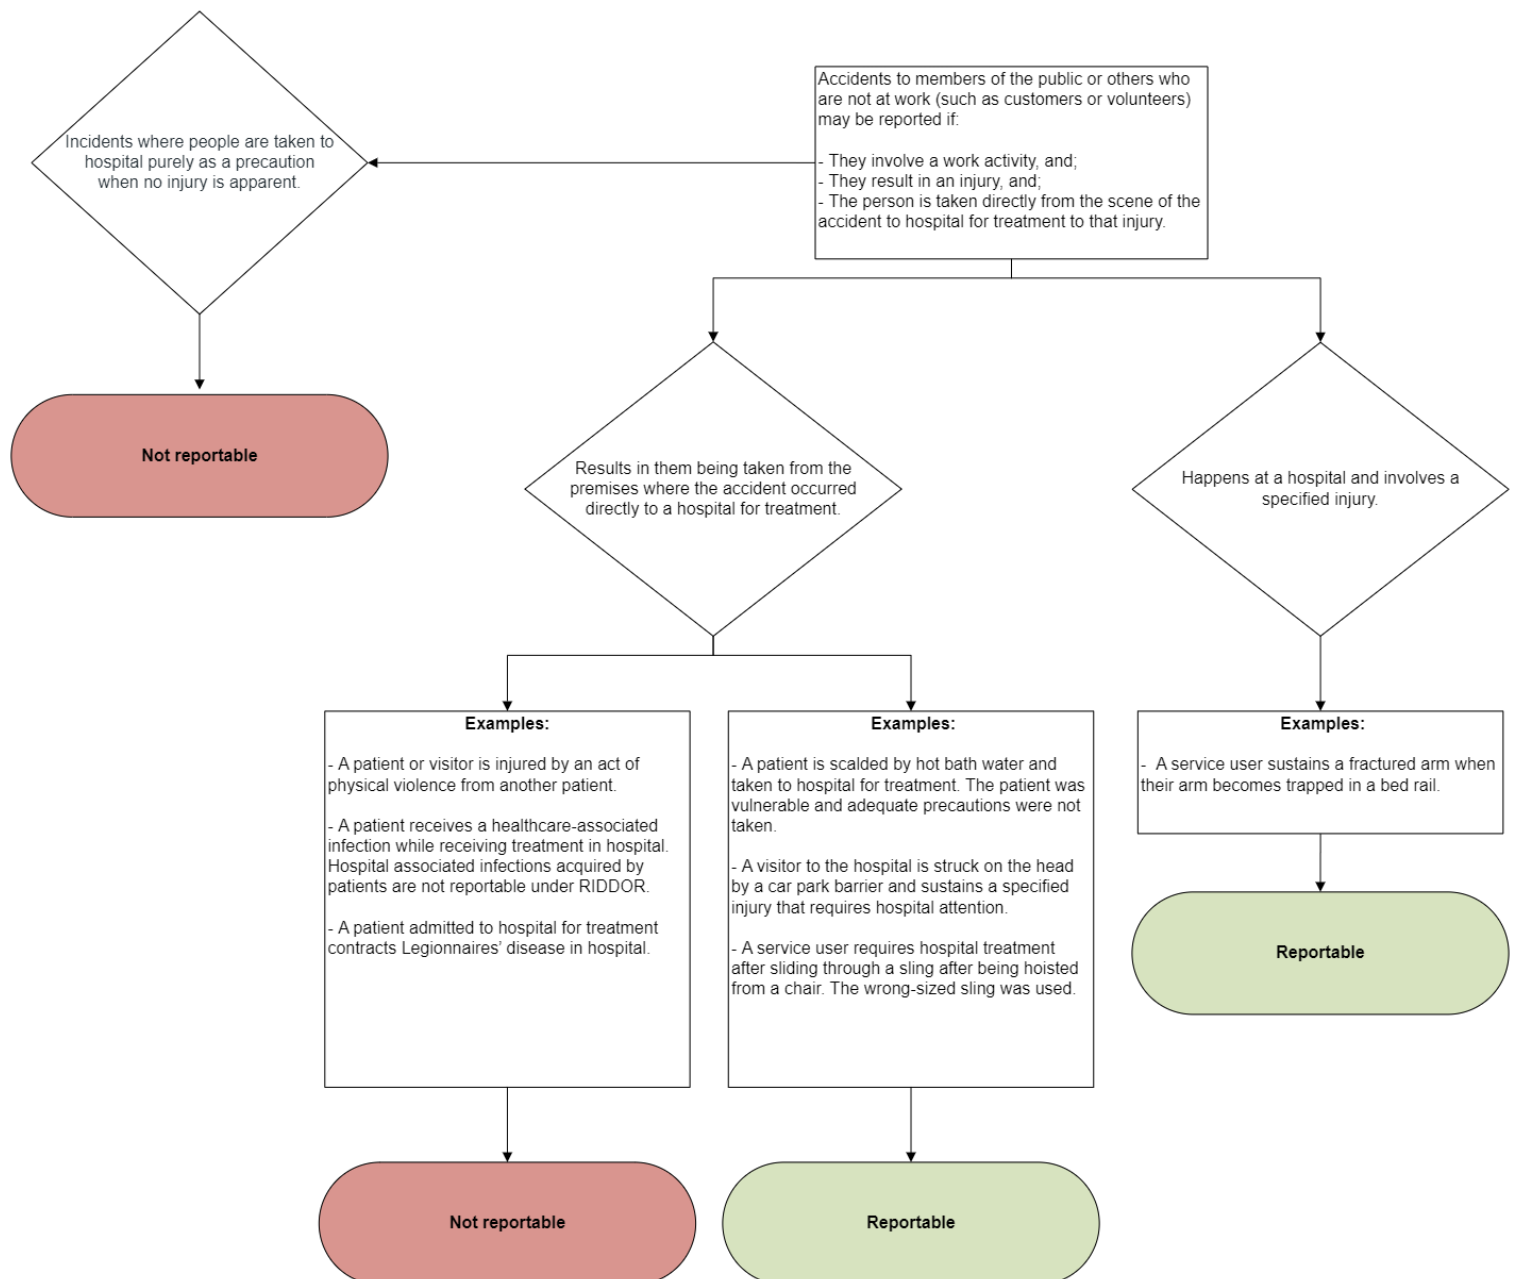 Accidents to members of the public or others who
are not at work (such as customers or volunteers)
may be reported if:
- They involve a work activity, and;
- They result in an injury, and;
- The person is taken directly from the scene of the
accident to hospital for treatment to that injury.
Incidents where people are taken to
hospital purely as a precaution
when no injury is apparent.
Not reportable
Results in them being taken from the
premises where the accident occurred
directly to a hospital for treatment.
Happens at a hospital and involves a
specified injury.
Examples:
- A patient or visitor is injured by an act of
physical violence from another patient.
- A patient receives a healthcare-associated
infection while receiving treatment in hospital.
Hospital associated infections acquired by
patients are not reportable under RIDDOR.
- A patient admitted to hospital for treatment
contracts Legionnaires’ disease in hospital.
Examples:
- A patient is scalded by hot bath water and
taken to hospital for treatment. The patient was
vulnerable and adequate precautions were not
taken.
- A visitor to the hospital is struck on the head
by a car park barrier and sustains a specified
injury that requires hospital attention.
- A service user requires hospital treatment
after sliding through a sling after being hoisted
from a chair. The wrong-sized sling was used.
Examples:
- A service user sustains a fractured arm when
their arm becomes trapped in a bed rail.
Reportable
Not reportable
Reportable